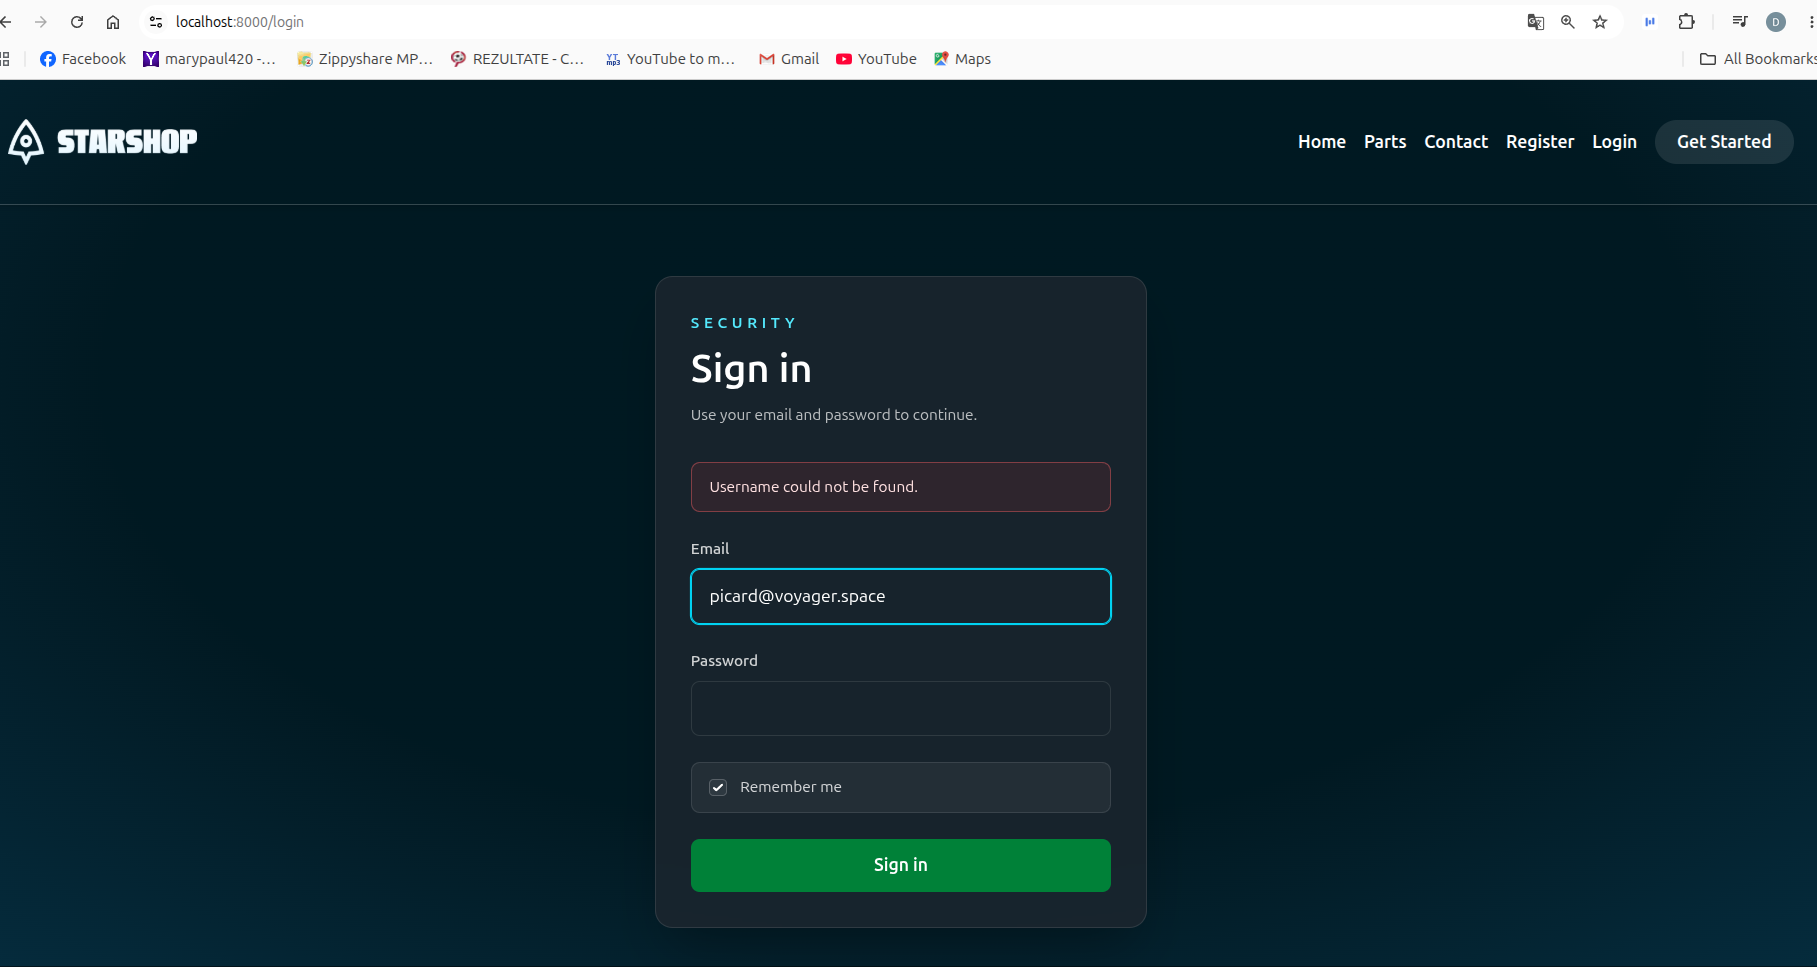 localhost:8000/login
D
Facebook
marypaul420 -...
Zippyshare MP...
REZULTATE - C...
YT mp3 YouTube to m...
Gmail
YouTube
Maps
All Bookmarks
STARSHOP
Home Parts Contact Register Login Get Started
SECURITY
Sign in
Use your email and password to continue.
Username could not be found.
Email
picard@voyager.space
Password
Remember me
Sign in